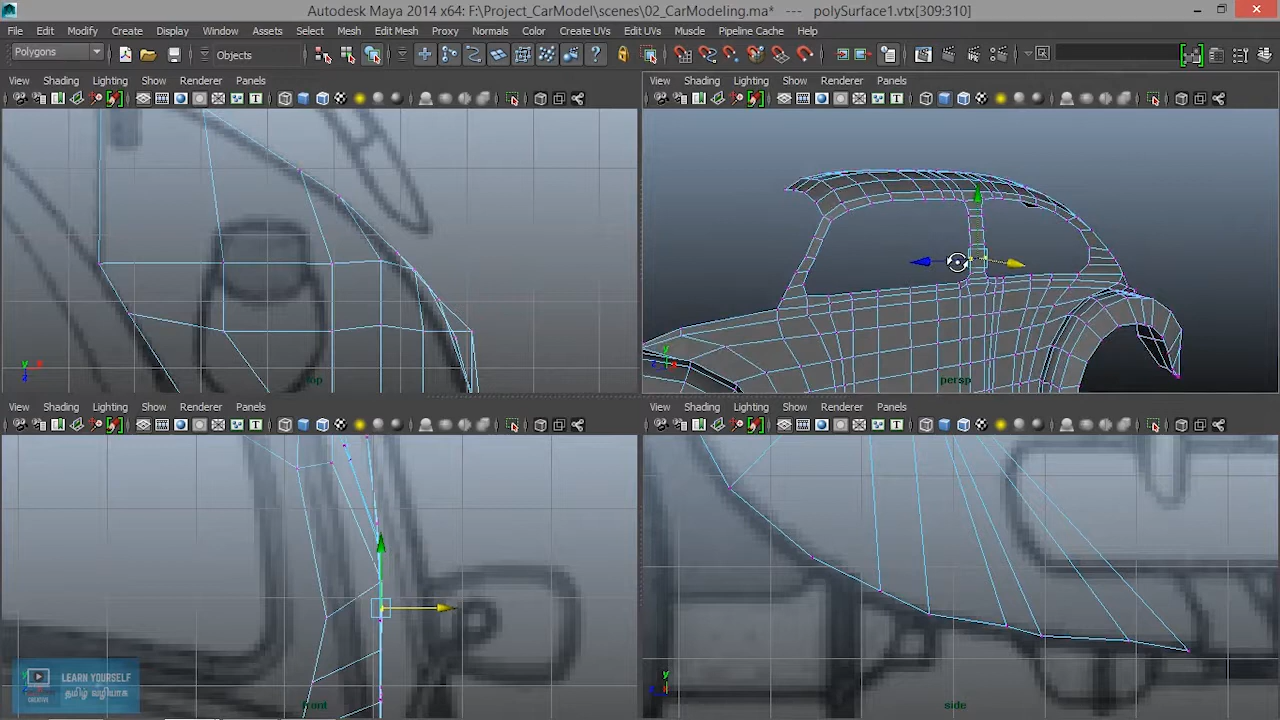 Autodesk Maya 2014 x64: F:\Project_CarModel\scenes\02_CarModeling.ma* --- polySurface1.vtx[309:310]
File Edit Modify Create Display Window Assets Select Mesh Edit Mesh Proxy Normals Color Create UVs Edit UVs Muscle Pipeline Cache Help
Polygons Objects
View Shading Lighting Show Renderer Panels View Shading Lighting Show Renderer Panels
top persp
View Shading Lighting Show Renderer Panels View Shading Lighting Show Renderer Panels
LEARN YOURSELF
தமிழ் வழியாக
CREATIVE
front side